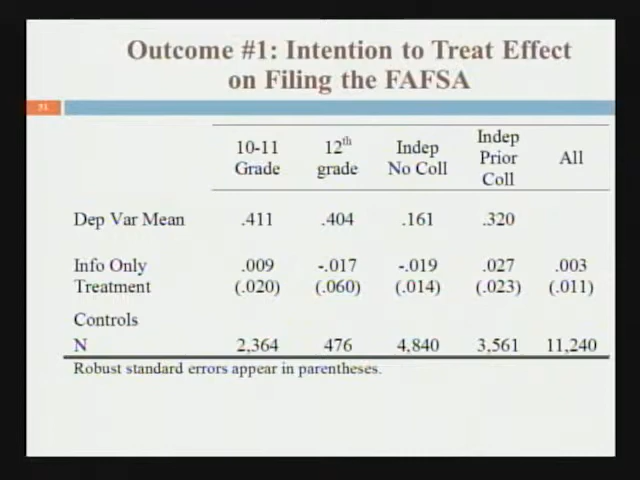 Outcome #1: Intention to Treat Effect
on Filing the FAFSA
10-11 Grade 12th grade Indep No Coll Indep Prior Coll All
Dep Var Mean .411 .404 .161 .320
Info Only Treatment .009 -.017 -.019 .027 .003
(.020) (.060) (.014) (.023) (.011)
Controls
N 2,364 476 4,840 3,561 11,240
Robust standard errors appear in parentheses.